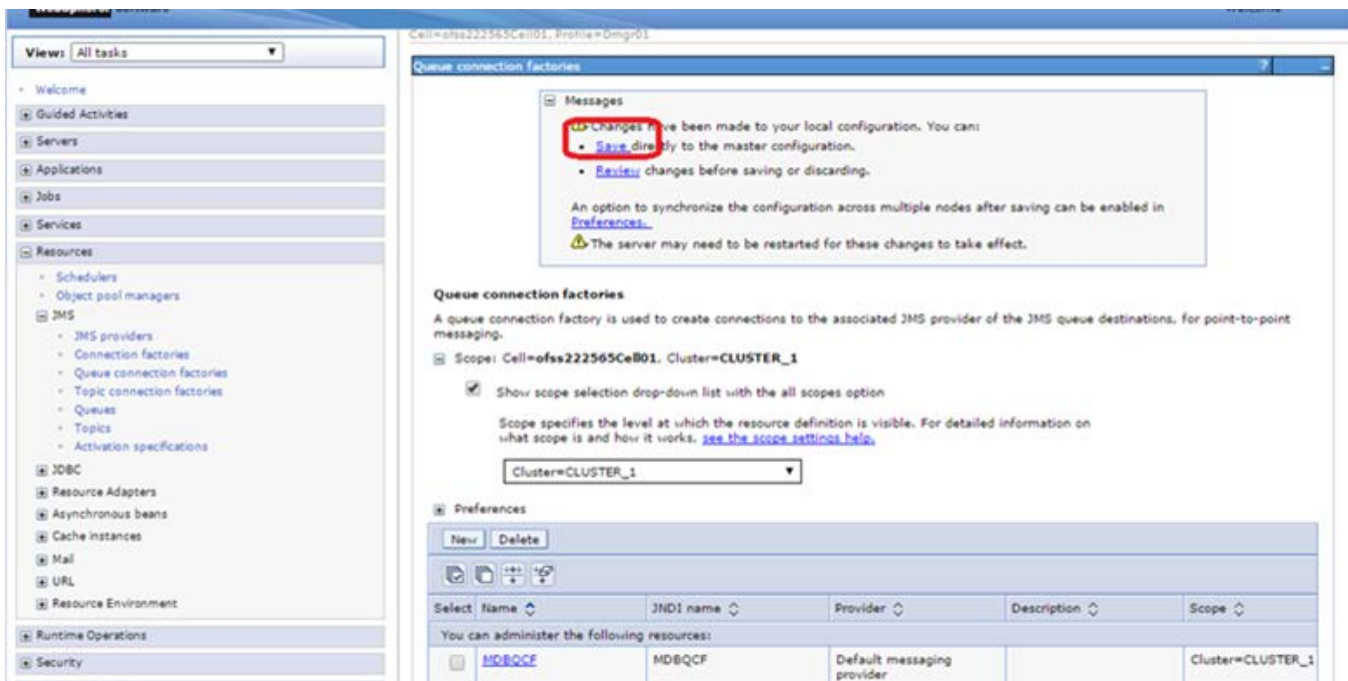 Cell=ofss222565Cell01, Profile=Dmgr01
View: All tasks
Welcome
Guided Activities
Servers
Applications
Jobs
Services
Resources
Schedulers
Object pool managers
JMS
JMS providers
Connection factories
Queue connection factories
Topic connection factories
Queues
Topics
Activation specifications
JDBC
Resource Adapters
Asynchronous beans
Cache instances
Mail
URL
Resource Environment
Runtime Operations
Security
Queue connection factories ? –
Messages
Changes have been made to your local configuration. You can:
Save directly to the master configuration.
Review changes before saving or discarding.
An option to synchronize the configuration across multiple nodes after saving can be enabled in
Preferences.
The server may need to be restarted for these changes to take effect.
Queue connection factories
A queue connection factory is used to create connections to the associated JMS provider of the JMS queue destinations, for point-to-point
messaging.
Scope: Cell=ofss222565Cell01, Cluster=CLUSTER_1
Show scope selection drop-down list with the all scopes option
Scope specifies the level at which the resource definition is visible. For detailed information on
what scope is and how it works, see the scope settings help.
Cluster=CLUSTER_1
Preferences
New Delete
Select Name JNDI name Provider Description Scope
You can administer the following resources:
MDBQCF MDBQCF Default messaging Cluster=CLUSTER_1
provider